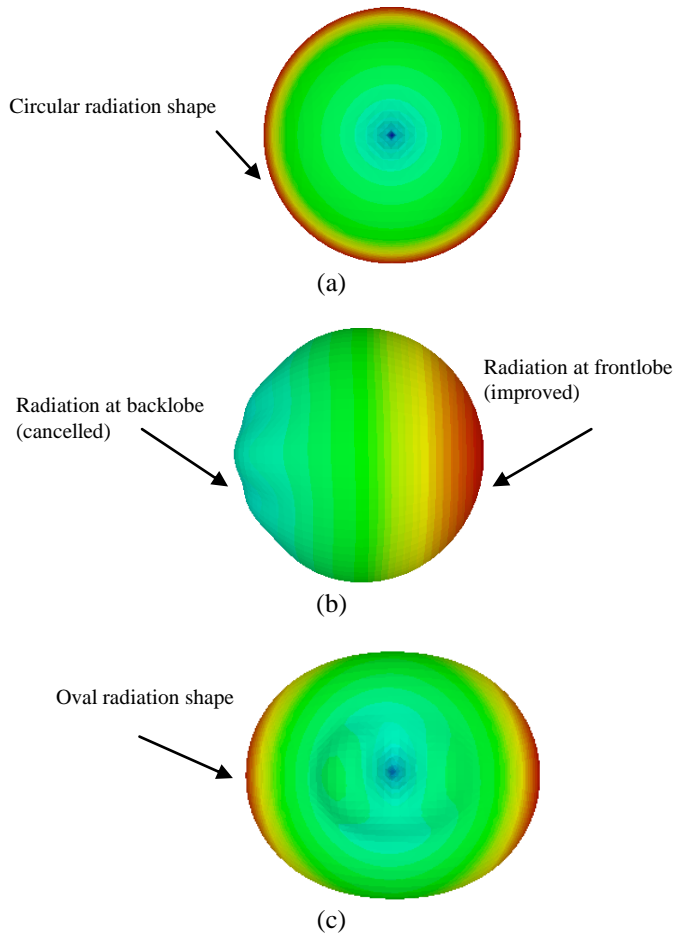 Circular radiation shape
(a)
Radiation at frontlobe
(improved)
Radiation at backlobe
(cancelled)
(b)
Oval radiation shape
(c)